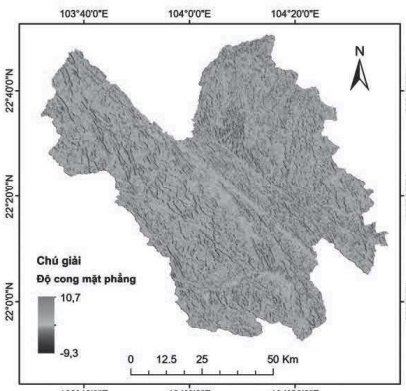 103°40'0"E 104°0'0"E 104°20'0"E
N
22°40'0"N
22°20'0"N
22°0'0"N
Chú giải
Độ cong mặt phẳng
10,7
-9,3
0 12.5 25 50 Km